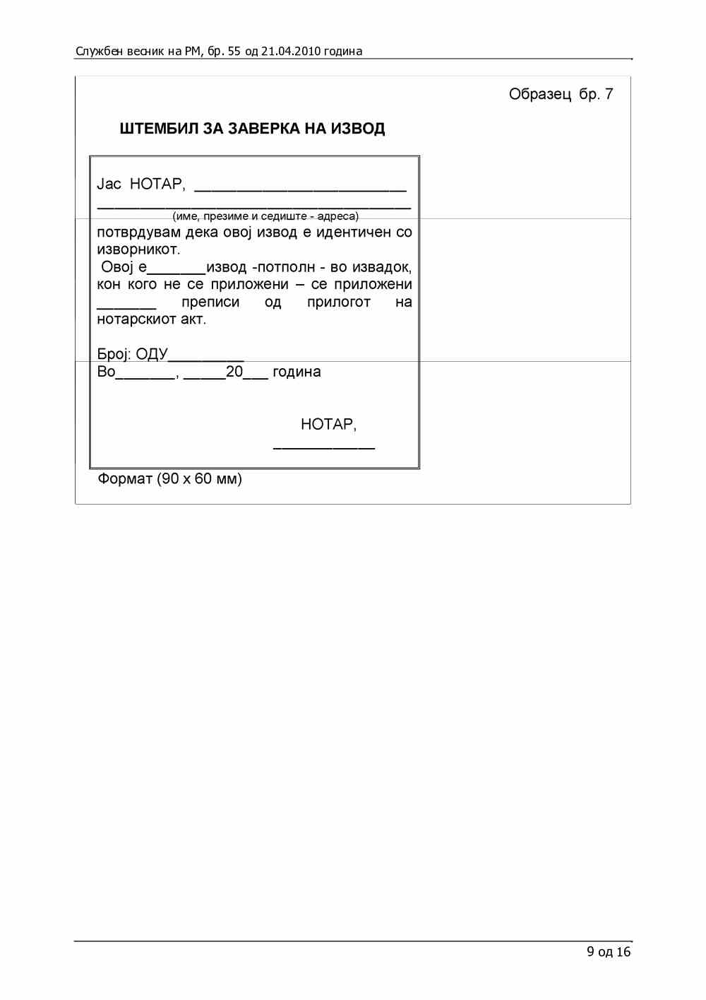 Службен весник на РМ, бр. 55 од 21.04.2010 година
Образец бр. 7
ШТЕМБИЛ ЗА ЗАВЕРКА НА ИЗВОД
Јас НОТАР, _________________________
_____________________________________
(име, презиме и седиште - адреса)
потврдувам дека овој извод е идентичен со
изворникот.
Овој е_______извод -потполн - во извадок,
кон кого не се приложени – се приложени
_______ преписи од прилогот на
нотарскиот акт.
Број: ОДУ_________
Во_______, _____20___ година
НОТАР,
____________
Формат (90 x 60 мм)
9 од 16